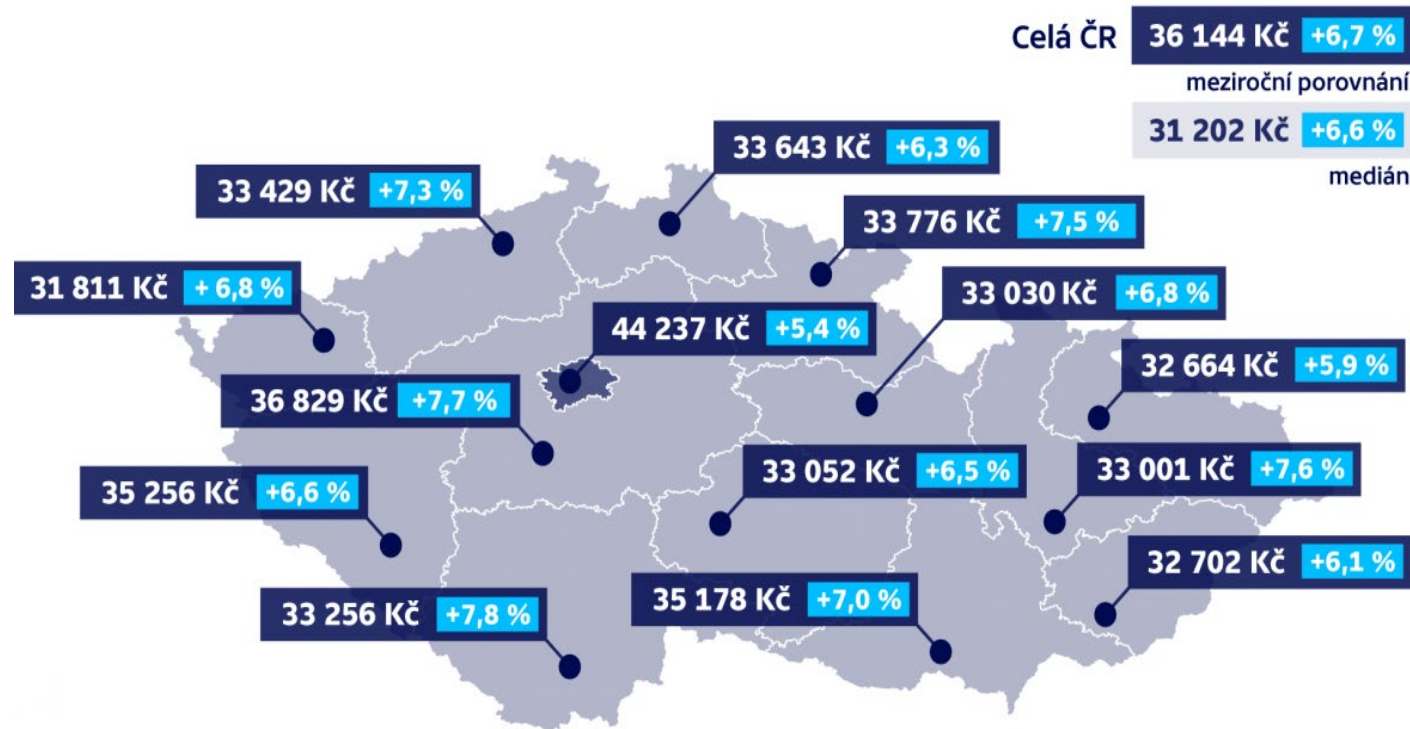 Celá ČR 36 144 Kč +6,7 %
meziroční porovnání
31 202 Kč +6,6 %
medián
33 643 Kč +6,3 %
33 429 Kč +7,3 %
33 776 Kč +7,5 %
31 811 Kč + 6,8 %
33 030 Kč +6,8 %
44 237 Kč +5,4 %
32 664 Kč +5,9 %
36 829 Kč +7,7 %
33 052 Kč +6,5 %
33 001 Kč +7,6 %
35 256 Kč +6,6 %
32 702 Kč +6,1 %
35 178 Kč +7,0 %
33 256 Kč +7,8 %